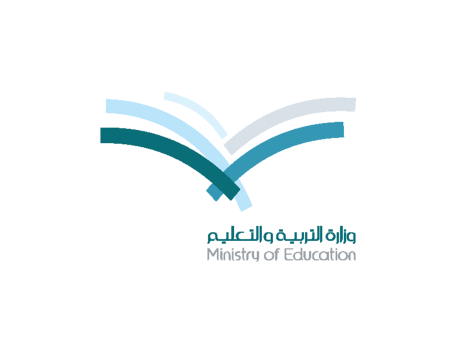 وزارة التربية والتعليم
Ministry of Education